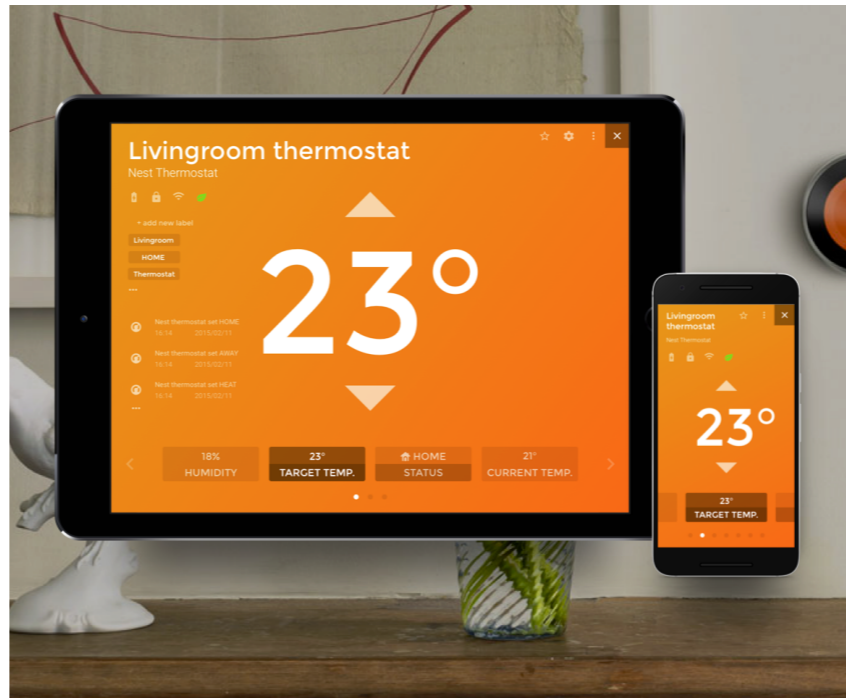 Livingroom thermostat
Nest Thermostat
+ add new label
Livingroom
HOME
Thermostat
...
Nest thermostat set HOME
16:14 2015/02/11
Nest thermostat set AWAY
16:14 2015/02/11
Nest thermostat set HEAT
16:14 2015/02/11
...
23°
18%
HUMIDITY
23°
TARGET TEMP.
HOME
STATUS
21°
CURRENT TEMP.
Livingroom
thermostat
Nest Thermostat
23°
23°
TARGET TEMP.